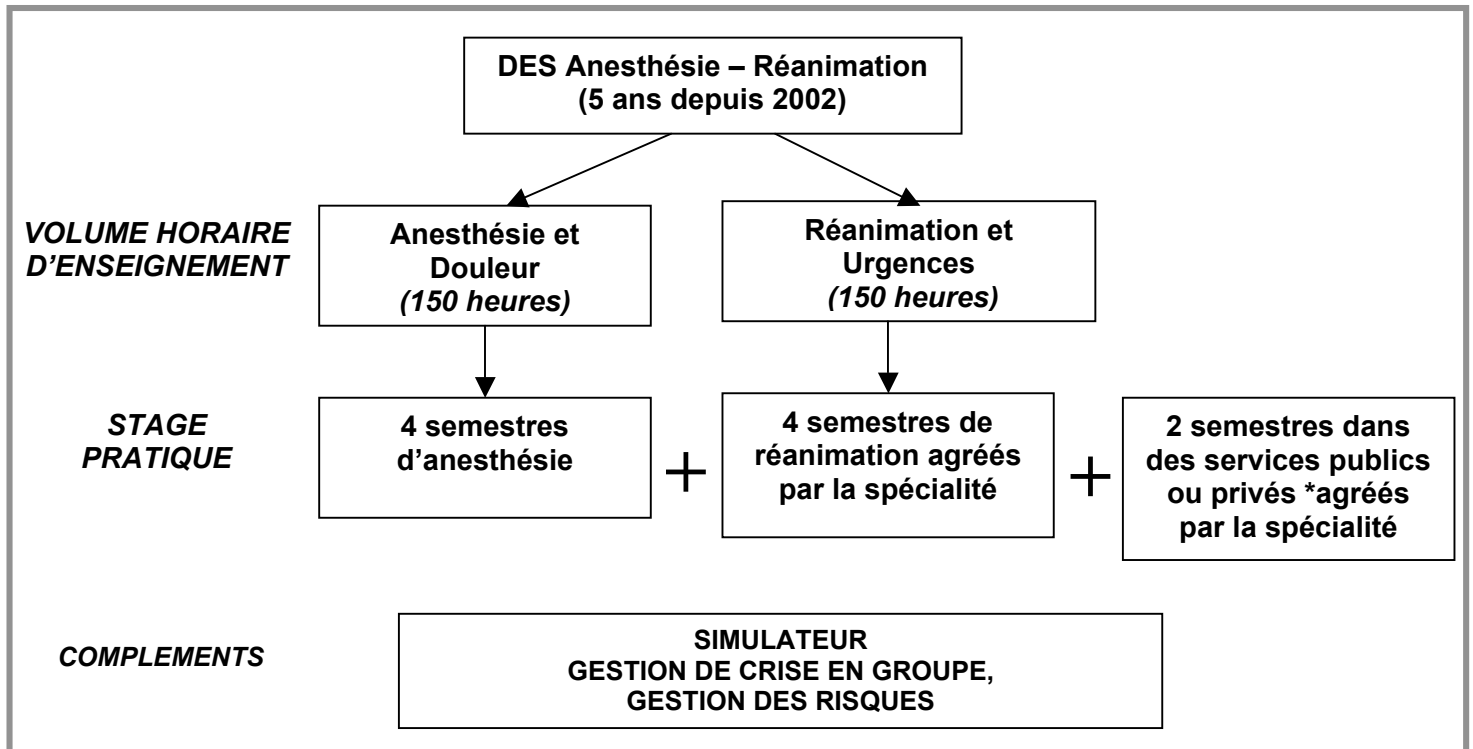 DES Anesthésie – Réanimation
(5 ans depuis 2002)
VOLUME HORAIRE
D’ENSEIGNEMENT
Anesthésie et
Douleur
(150 heures)
Réanimation et
Urgences
(150 heures)
STAGE
PRATIQUE
4 semestres
d’anesthésie
+
4 semestres de
réanimation agréés
par la spécialité
+
2 semestres dans
des services publics
ou privés *agréés
par la spécialité
COMPLEMENTS
SIMULATEUR
GESTION DE CRISE EN GROUPE,
GESTION DES RISQUES